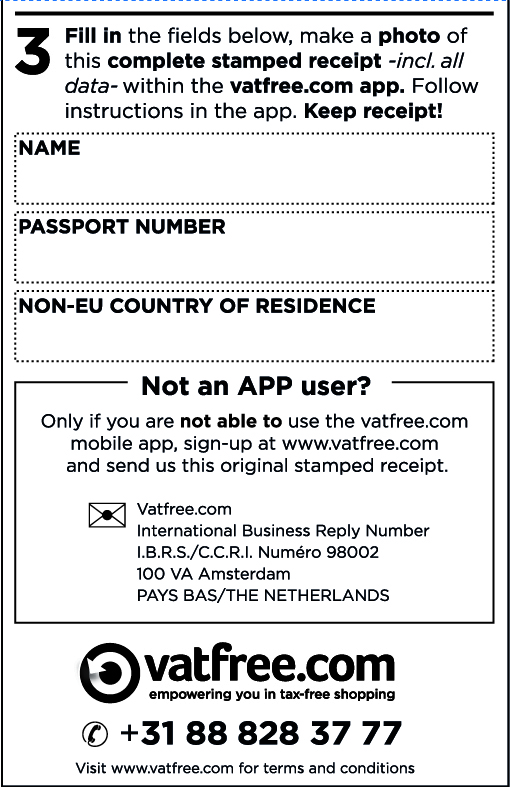 3 Fill in the fields below, make a photo of
this complete stamped receipt -incl. all
data- within the vatfree.com app. Follow
instructions in the app. Keep receipt!
NAME
PASSPORT NUMBER
NON-EU COUNTRY OF RESIDENCE
Not an APP user?
Only if you are not able to use the vatfree.com
mobile app, sign-up at www.vatfree.com
and send us this original stamped receipt.
Vatfree.com
International Business Reply Number
I.B.R.S./C.C.R.I. Numéro 98002
100 VA Amsterdam
PAYS BAS/THE NETHERLANDS
vatfree.com
empowering you in tax-free shopping
+31 88 828 37 77
Visit www.vatfree.com for terms and conditions